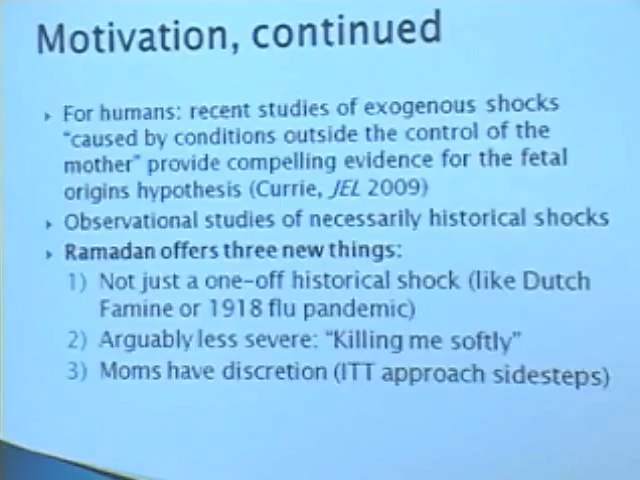 Motivation, continued
‣ For humans: recent studies of exogenous shocks
"caused by conditions outside the control of the
mother" provide compelling evidence for the fetal
origins hypothesis (Currie, JEL 2009)
‣ Observational studies of necessarily historical shocks
‣ Ramadan offers three new things:
1) Not just a one-off historical shock (like Dutch
Famine or 1918 flu pandemic)
2) Arguably less severe: "Killing me softly"
3) Moms have discretion (ITT approach sidesteps)